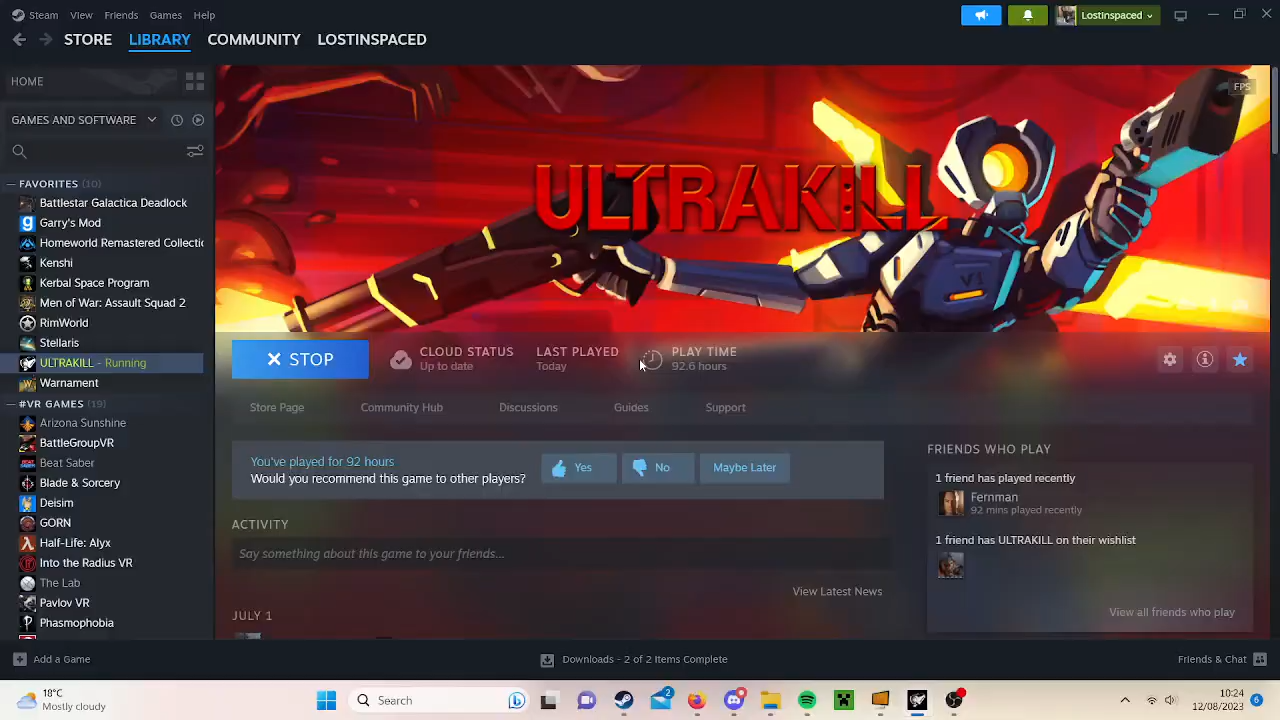 Steam View Friends Games Help
LostInspaced
STORE LIBRARY COMMUNITY LOSTINSPACED
HOME
GAMES AND SOFTWARE
FAVORITES (10)
Battlestar Galactica Deadlock
Garry's Mod
Homeworld Remastered Collectic
Kenshi
Kerbal Space Program
Men of War: Assault Squad 2
RimWorld
Stellaris
ULTRAKILL - Running
Warnament
#VR GAMES (19)
Arizona Sunshine
BattleGroupVR
Beat Saber
Blade & Sorcery
Deisim
GORN
Half-Life: Alyx
Into the Radius VR
The Lab
Pavlov VR
Phasmophobia
FPS
ULTRAKILL
V1
STOP
CLOUD STATUS
Up to date
LAST PLAYED
Today
PLAY TIME
92.6 hours
Store Page Community Hub Discussions Guides Support
You've played for 92 hours
Would you recommend this game to other players?
Yes No Maybe Later
ACTIVITY
Say something about this game to your friends...
View Latest News
JULY 1
FRIENDS WHO PLAY
1 friend has played recently
Fernman
92 mins played recently
1 friend has ULTRAKILL on their wishlist
View all friends who play
Add a Game
Downloads - 2 of 2 Items Complete
Friends & Chat
18°C
Mostly cloudy
Search
2
10:24
12/08/2023
6